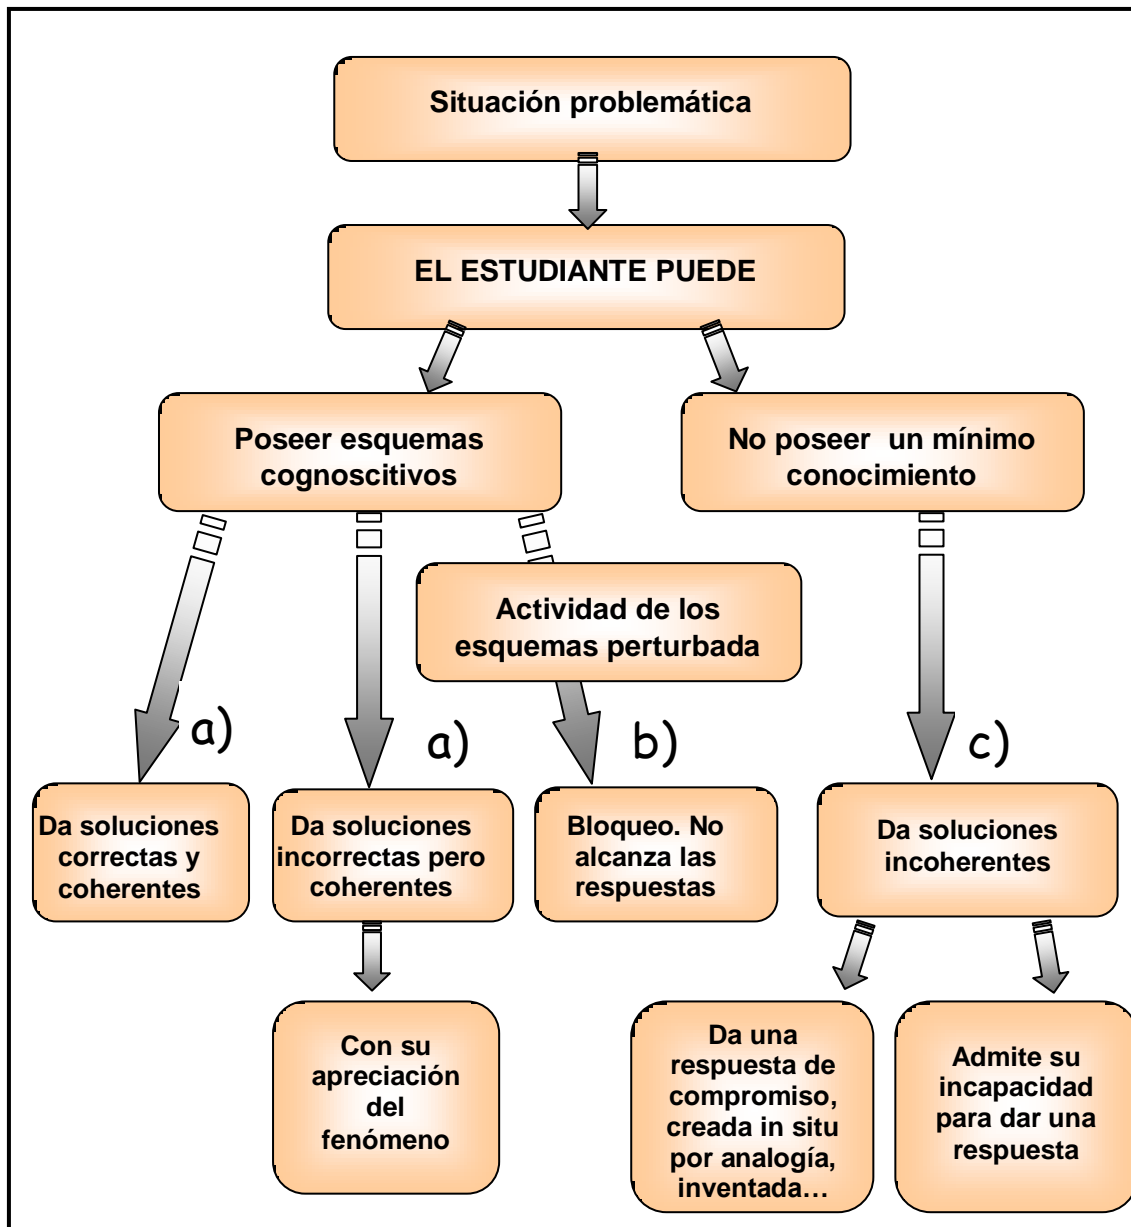 Situación problemática
EL ESTUDIANTE PUEDE
Poseer esquemas
cognoscitivos
No poseer un mínimo
conocimiento
Actividad de los
esquemas perturbada
a)
a)
b)
c)
Da soluciones
correctas y
coherentes
Da soluciones
incorrectas pero
coherentes
Bloqueo. No
alcanza las
respuestas
Da soluciones
incoherentes
Con su
apreciación
del
fenómeno
Da una
respuesta de
compromiso,
creada in situ
por analogía,
inventada…
Admite su
incapacidad
para dar una
respuesta